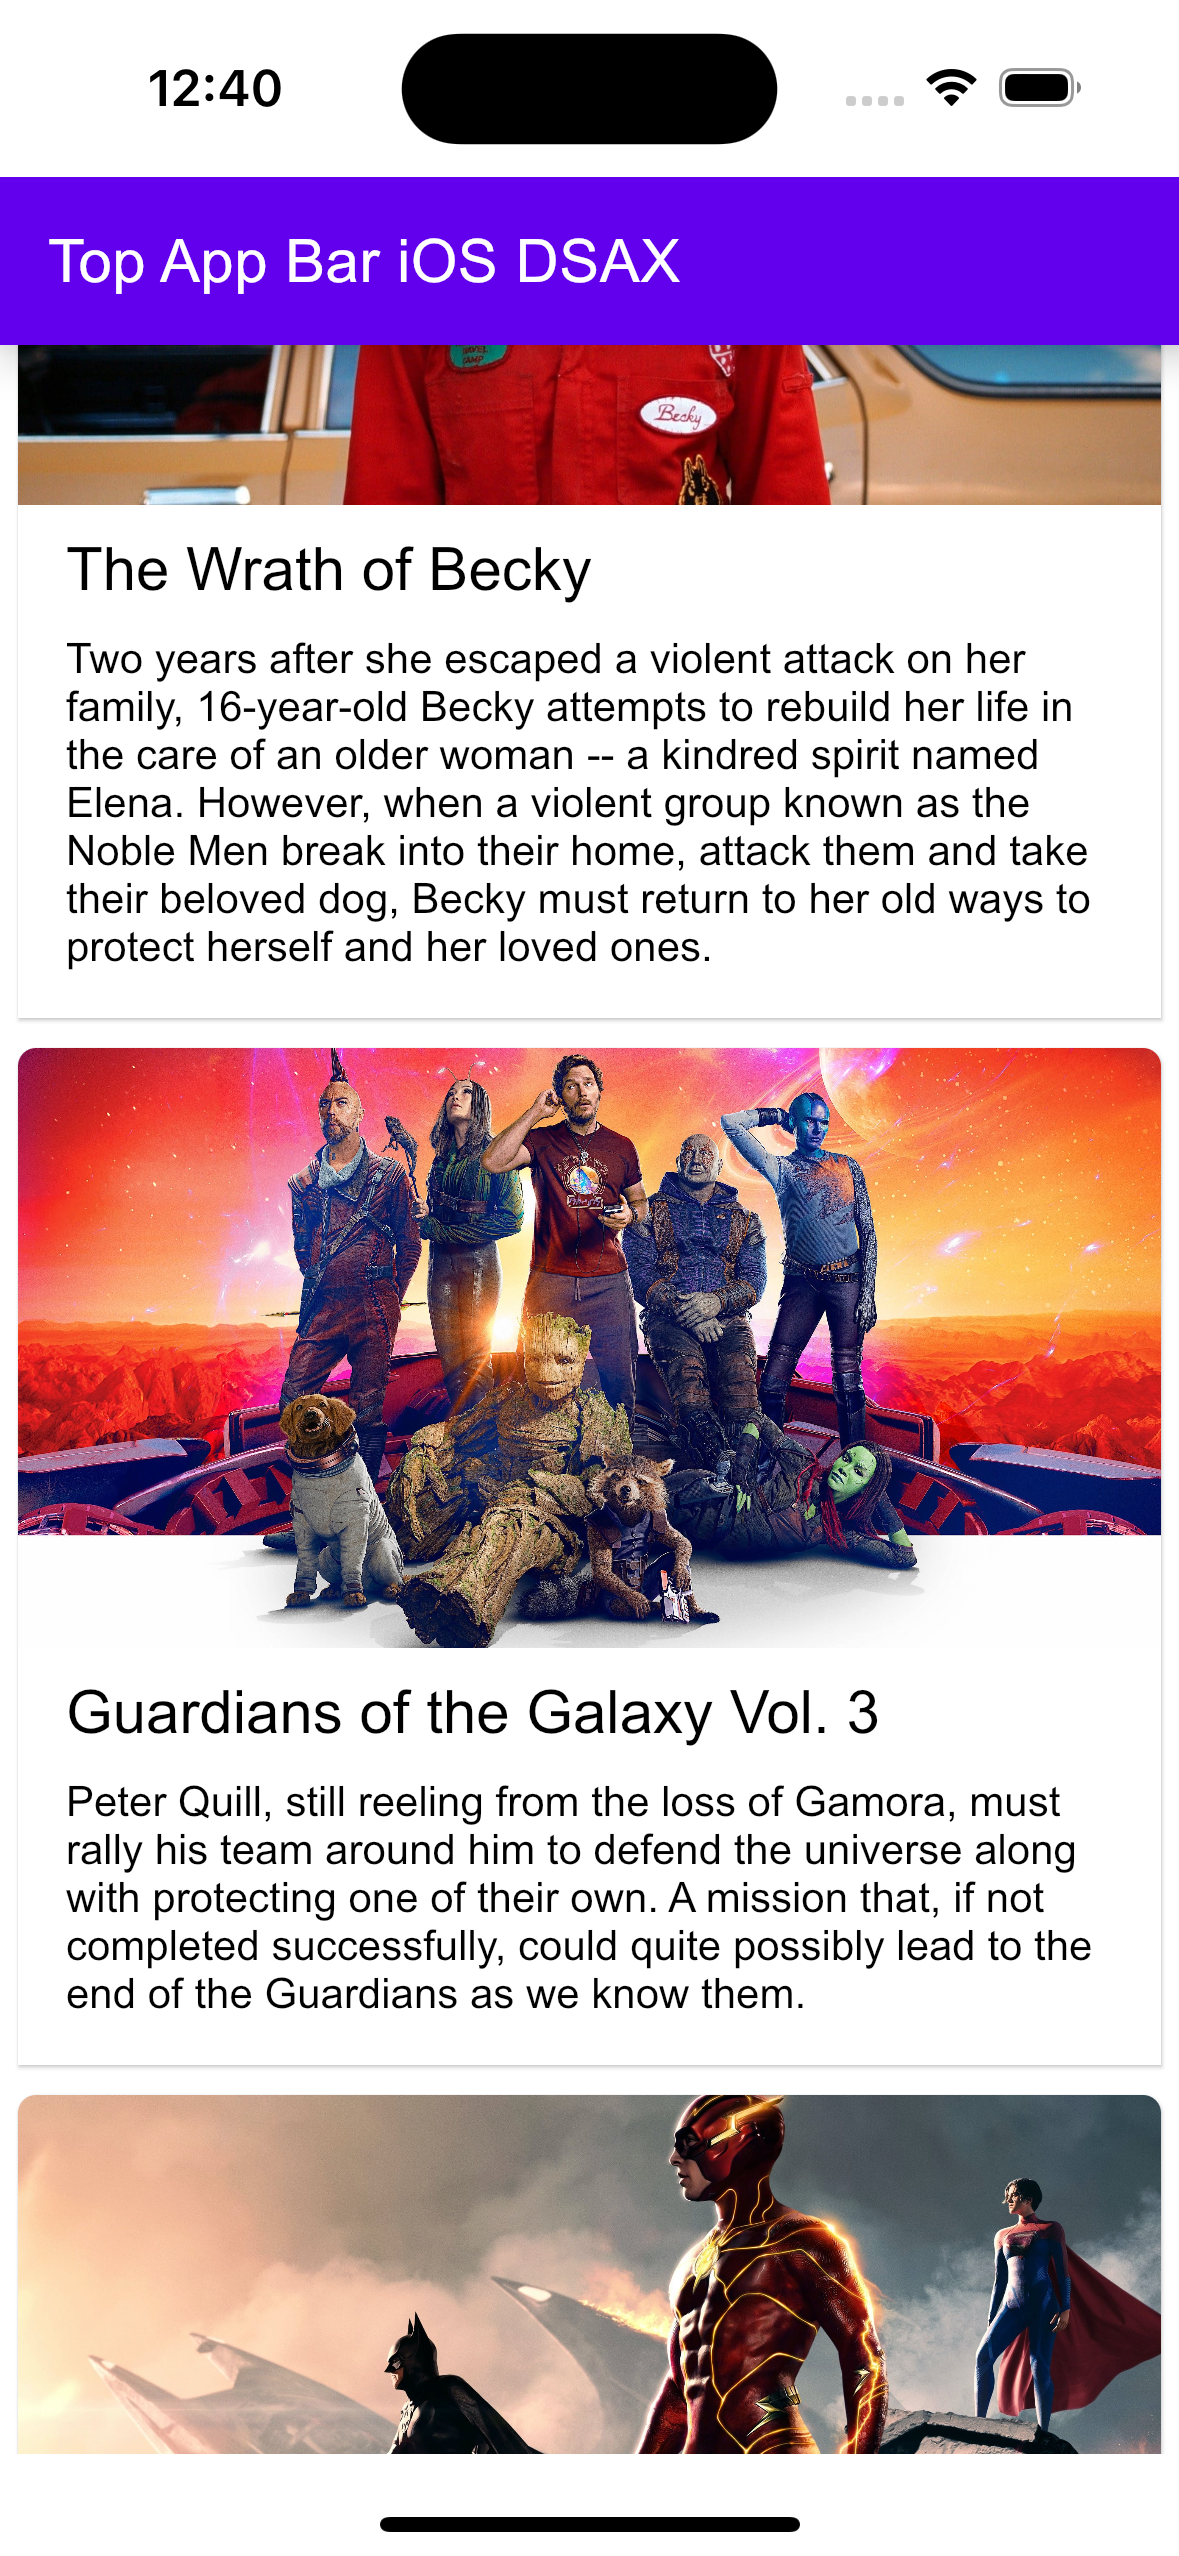 12:40
Top App Bar iOS DSAX
CAMP
Becky
The Wrath of Becky
Two years after she escaped a violent attack on her
family, 16-year-old Becky attempts to rebuild her life in
the care of an older woman -- a kindred spirit named
Elena. However, when a violent group known as the
Noble Men break into their home, attack them and take
their beloved dog, Becky must return to her old ways to
protect herself and her loved ones.
Guardians of the Galaxy Vol. 3
Peter Quill, still reeling from the loss of Gamora, must
rally his team around him to defend the universe along
with protecting one of their own. A mission that, if not
completed successfully, could quite possibly lead to the
end of the Guardians as we know them.